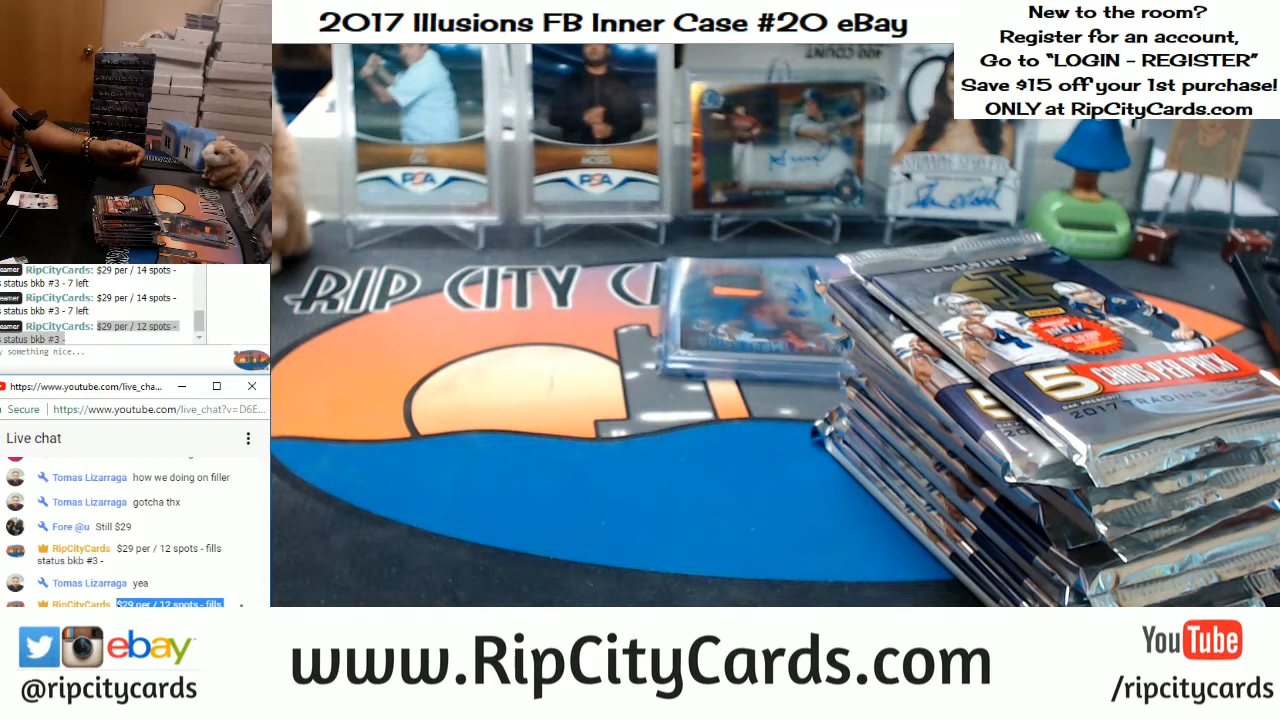 2017 Illusions FB Inner Case #20 eBay
New to the room?
Register for an account,
Go to “LOGIN - REGISTER”
Save $15 off your 1st purchase!
ONLY at RipCityCards.com
400 COUNT
PSA
PSA
RIP CITY C
5 CARDS PER PACK
2017 TRADING
eamer RipCityCards: $29 per / 14 spots -
s status bkb #3 - 7 left
RipCityCards: $29 per / 14 spots -
s status bkb #3 - 7 left
eamer RipCityCards: $29 per / 12 spots -
s status bkb #3 -
y something nice...
https://www.youtube.com/live_cha...
Secure https://www.youtube.com/live_chat?v=D6E...
Live chat
Tomas Lizarraga how we doing on filler
Tomas Lizarraga gotcha thx
Fore @u Still $29
RipCityCards $29 per / 12 spots - fills
status bkb #3 -
Tomas Lizarraga yea
RipCityCards $29 per / 12 spots - fills
ebay
@ripcitycards
www.RipCityCards.com
YouTube
/ripcitycards